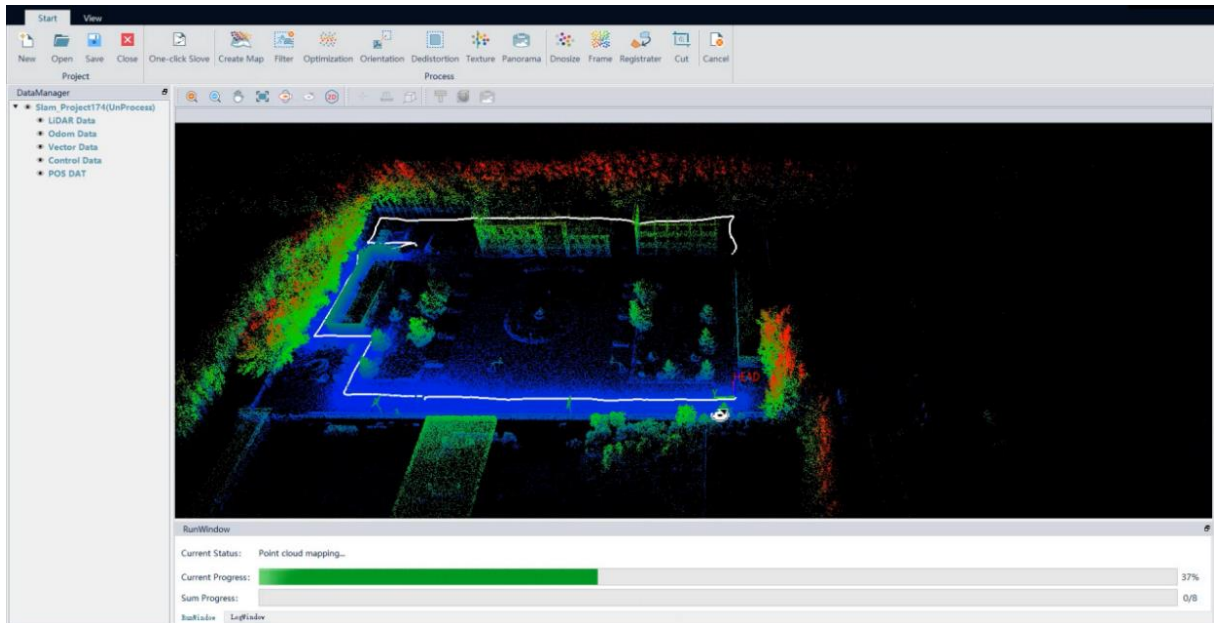 Start View
New Open Save Close One-click Slove Create Map Filter Optimization Orientation Dedistortion Texture Panorama Dnosize Frame Registrater Cut Cancel
Project Process
DataManager
Slam_Project174(UnProcess)
LiDAR Data
Odom Data
Vector Data
Control Data
POS DAT
2D
HEAD
RunWindow
Current Status: Point cloud mapping...
Current Progress: 37%
Sum Progress: 0/8
RunWindow LogWindow